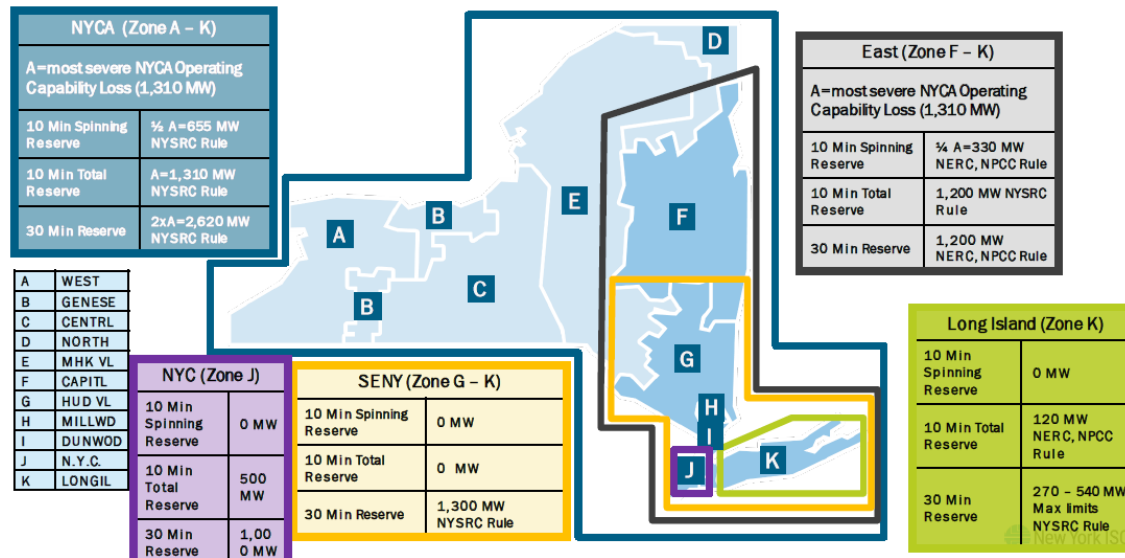 NYCA (Zone A – K)
A=most severe NYCA Operating
Capability Loss (1,310 MW)
10 Min Spinning
Reserve
½ A=655 MW
NYSRC Rule
10 Min Total
Reserve
A=1,310 MW
NYSRC Rule
30 Min Reserve
2xA=2,620 MW
NYSRC Rule
East (Zone F – K)
A=most severe NYCA Operating
Capability Loss (1,310 MW)
10 Min Spinning
Reserve
¼ A=330 MW
NERC, NPCC Rule
10 Min Total
Reserve
1,200 MW NYSRC
Rule
30 Min Reserve
1,200 MW
NERC, NPCC Rule
D
B
E
A
F
C
B
G
H
I
J
K
A WEST
B GENESE
C CENTRL
D NORTH
E MHK VL
F CAPITL
G HUD VL
H MILLWD
I DUNWOD
J N.Y.C.
K LONGIL
NYC (Zone J)
10 Min
Spinning
Reserve
0 MW
10 Min
Total
Reserve
500
MW
30 Min
Reserve
1,00
0 MW
SENY (Zone G – K)
10 Min Spinning
Reserve
0 MW
10 Min Total
Reserve
0 MW
30 Min Reserve
1,300 MW
NYSRC Rule
Long Island (Zone K)
10 Min
Spinning
Reserve
0 MW
10 Min Total
Reserve
120 MW
NERC, NPCC
Rule
30 Min
Reserve
270 – 540 MW
Max limits
NYSRC Rule
New York ISO